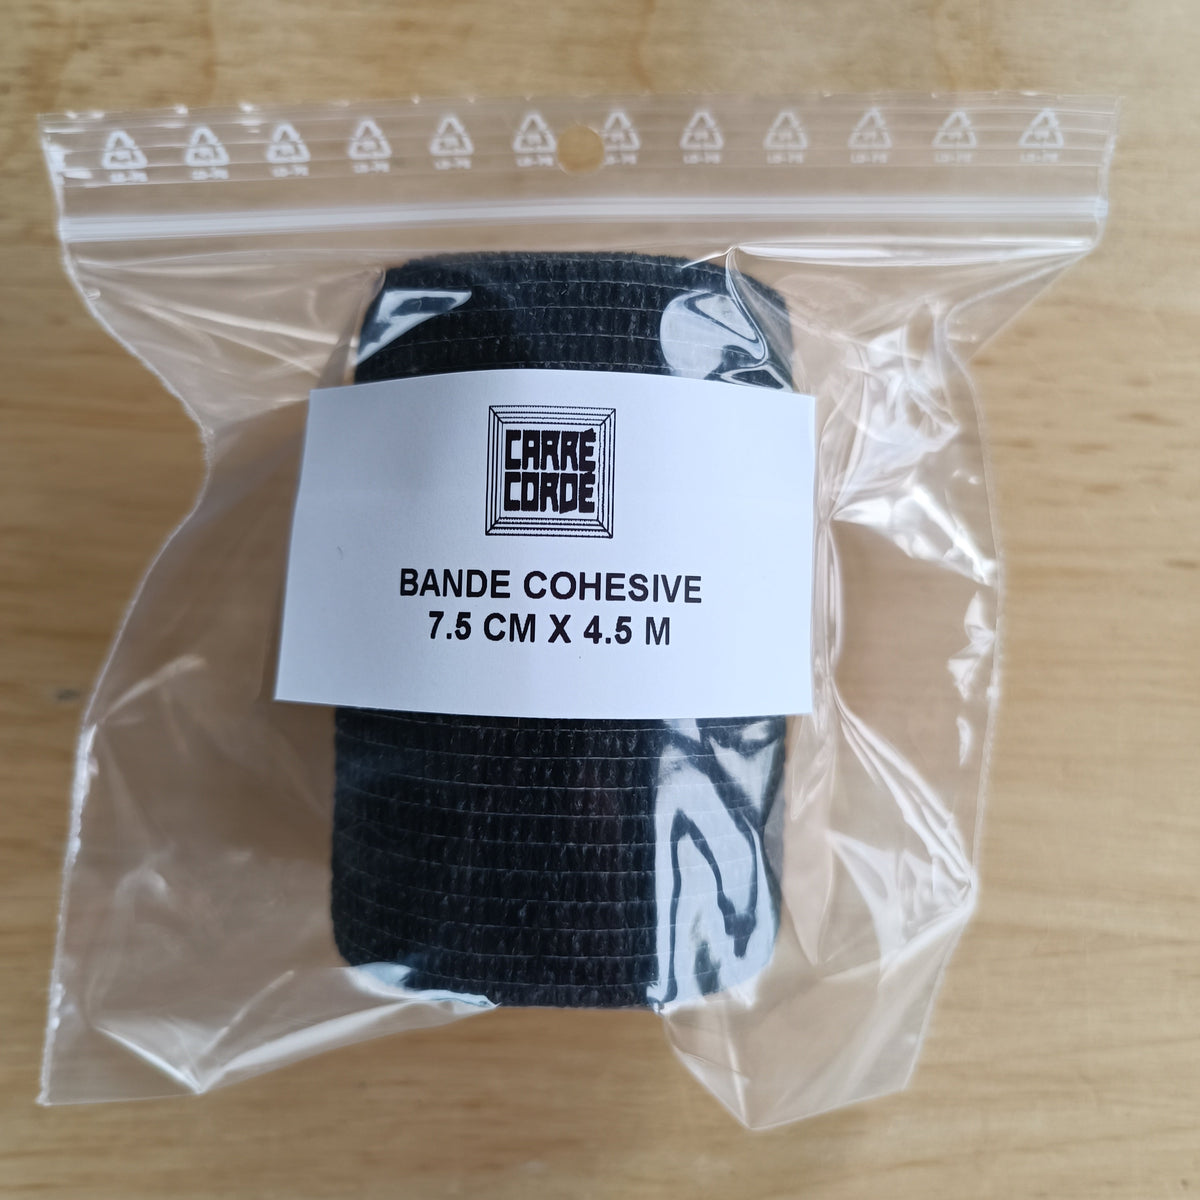 CARRÉ
CORDÉ
BANDE COHESIVE
7.5 CM X 4.5 M